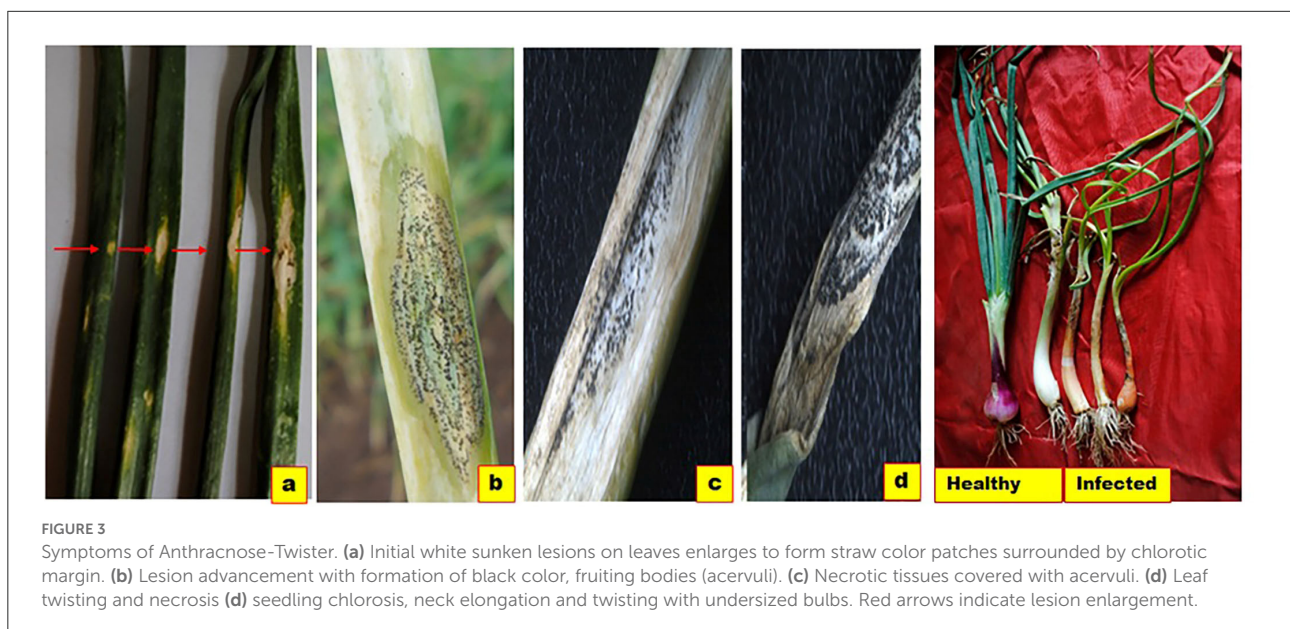 a
b
c
d
Healthy
Infected
FIGURE 3
Symptoms of Anthracnose-Twister. (a) Initial white sunken lesions on leaves enlarges to form straw color patches surrounded by chlorotic
margin. (b) Lesion advancement with formation of black color, fruiting bodies (acervuli). (c) Necrotic tissues covered with acervuli. (d) Leaf
twisting and necrosis (d) seedling chlorosis, neck elongation and twisting with undersized bulbs. Red arrows indicate lesion enlargement.